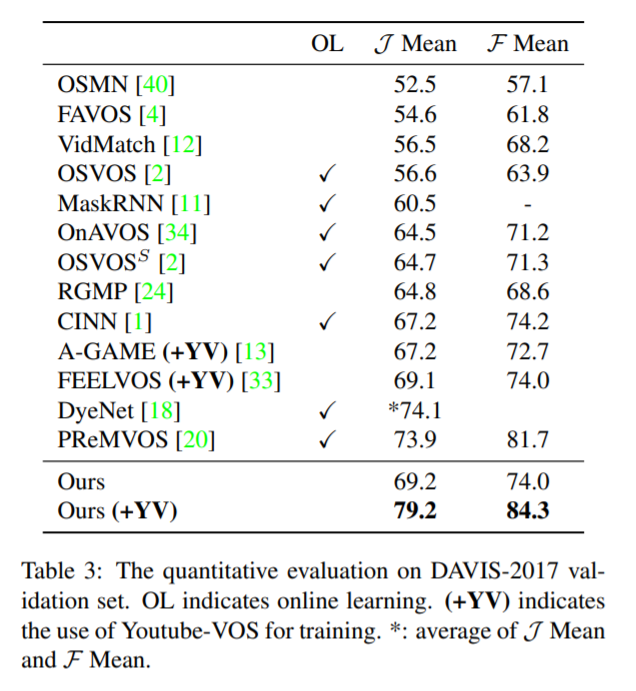 OL J Mean F Mean
OSMN [40] 52.5 57.1
FAVOS [4] 54.6 61.8
VidMatch [12] 56.5 68.2
OSVOS [2] ✓ 56.6 63.9
MaskRNN [11] ✓ 60.5 -
OnAVOS [34] ✓ 64.5 71.2
OSVOS^S [2] ✓ 64.7 71.3
RGMP [24] 64.8 68.6
CINN [1] ✓ 67.2 74.2
A-GAME (+YV) [13] 67.2 72.7
FEELVOS (+YV) [33] 69.1 74.0
DyeNet [18] ✓ *74.1
PReMVOS [20] ✓ 73.9 81.7
Ours 69.2 74.0
Ours (+YV) 79.2 84.3
Table 3: The quantitative evaluation on DAVIS-2017 val-
idation set. OL indicates online learning. (+YV) indicates
the use of Youtube-VOS for training. *: average of J Mean
and F Mean.